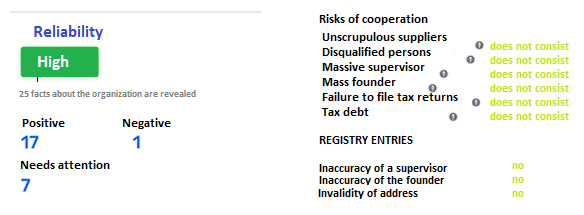 Reliability
High
25 facts about the organization are revealed
Positive Negative
17 1
Needs attention
7
Risks of cooperation
Unscrupulous suppliers ? does not consist
Disqualified persons ? does not consist
Massive supervisor ? does not consist
Mass founder ? does not consist
Failure to file tax returns ? does not consist
Tax debt ? does not consist
REGISTRY ENTRIES
Inaccuracy of a supervisor no
Inaccuracy of the founder no
Invalidity of address no